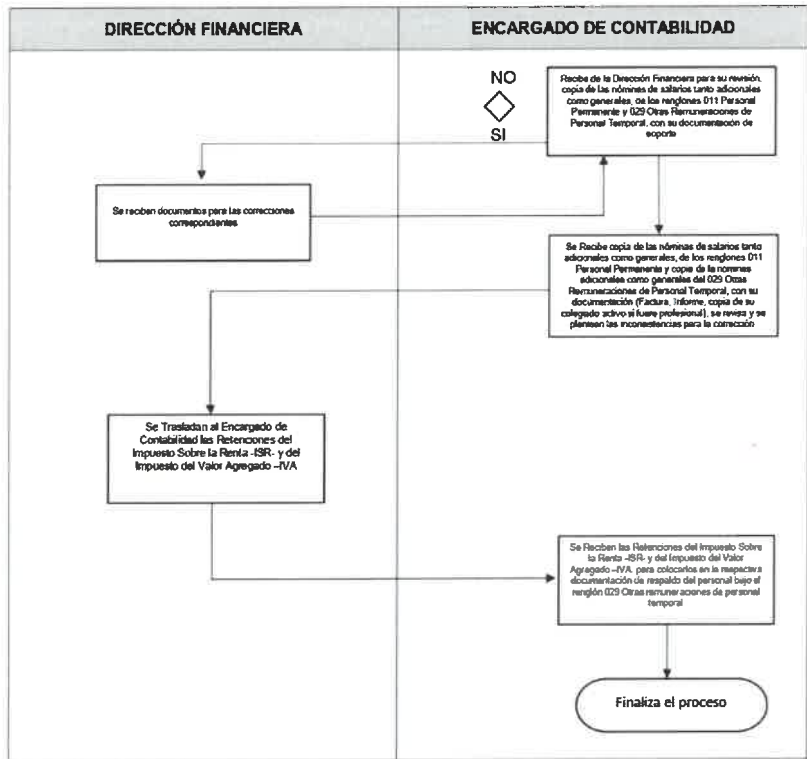 DIRECCIÓN FINANCIERA
ENCARGADO DE CONTABILIDAD
NO
SI
Recibe de la Dirección Financiera para su revisión,
copia de las nóminas de salarios tanto adicionales
como generales, de los renglones 011 Personal
Permanente y 029 Otras Remuneraciones de
Personal Temporal, con su documentación de
soporte
Se reciben documentos para las correcciones
correspondientes
Se Recibe copia de las nóminas de salarios tanto
adicionales como generales, de los renglones 011
Personal Permanente y copia de la nominas
adicionales como generales del 029 Otras
Remuneraciones de Personal Temporal, con su
documentación (Factura, Informe, copia de su
colegiado activo si fuere profesional), se revisa y se
plantean las inconsistencias para la corrección
Se Trasladan al Encargado de
Contabilidad las Retenciones del
Impuesto Sobre la Renta -ISR- y del
Impuesto del Valor Agregado –IVA
Se Reciben las Retenciones del Impuesto Sobre
la Renta -ISR- y del Impuesto del Valor
Agregado –IVA para colocarlos en la respectiva
documentación de respaldo del personal bajo el
renglón 029 Otras remuneraciones de personal
temporal
Finaliza el proceso